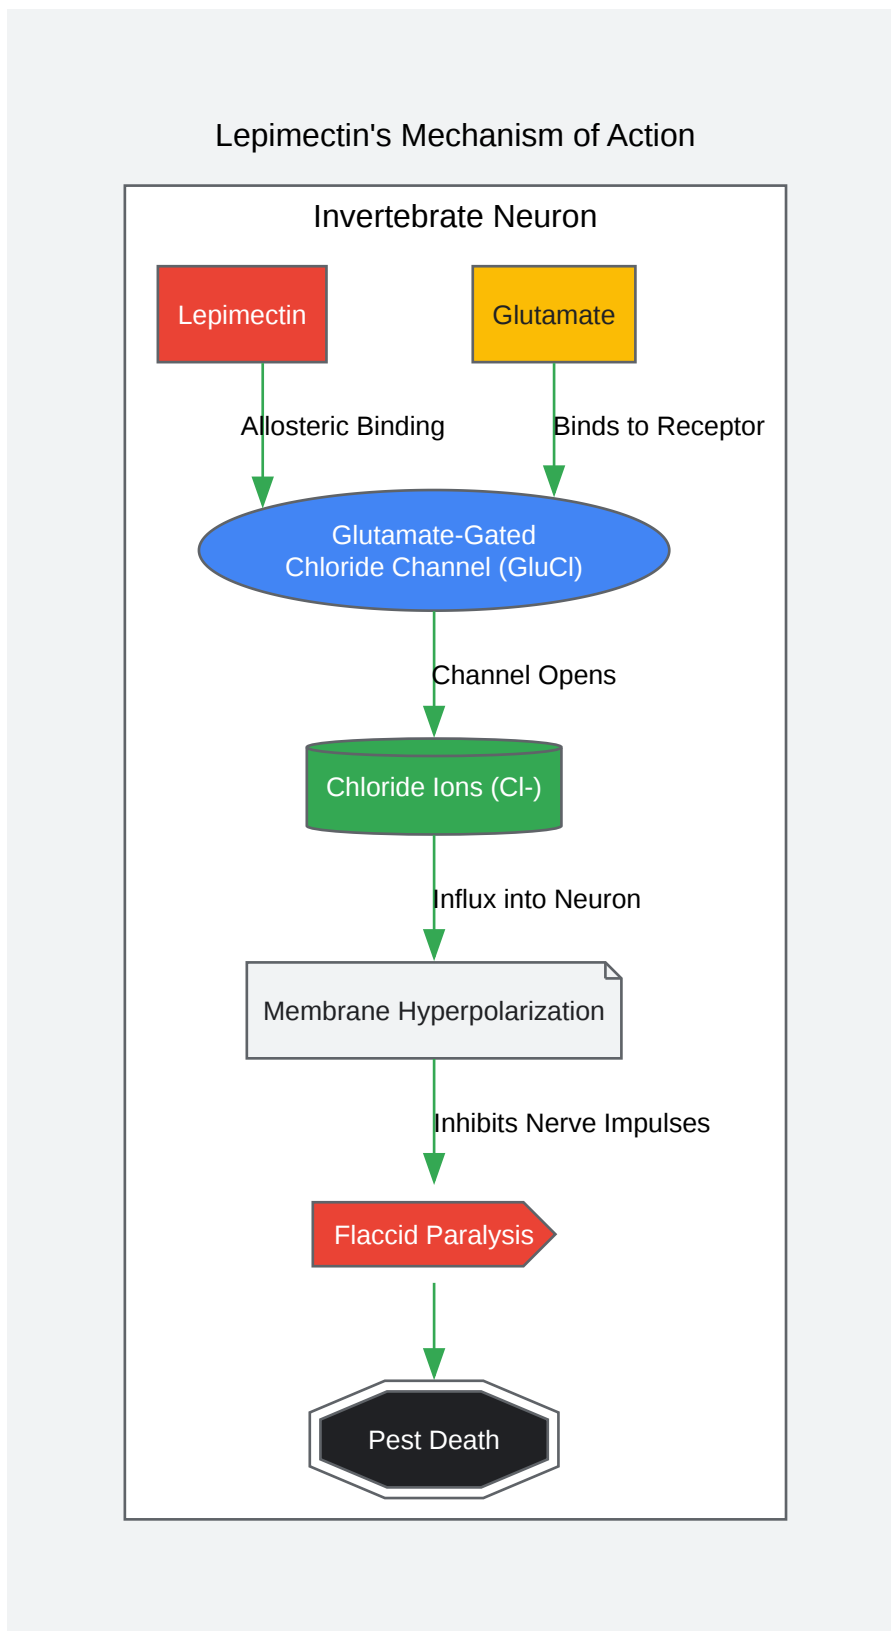 Lepimectin's Mechanism of Action
Invertebrate Neuron
Lepimectin
Glutamate
Allosteric Binding
Binds to Receptor
Glutamate-Gated
Chloride Channel (GluCl)
Channel Opens
Chloride Ions (Cl-)
Influx into Neuron
Membrane Hyperpolarization
Inhibits Nerve Impulses
Flaccid Paralysis
Pest Death